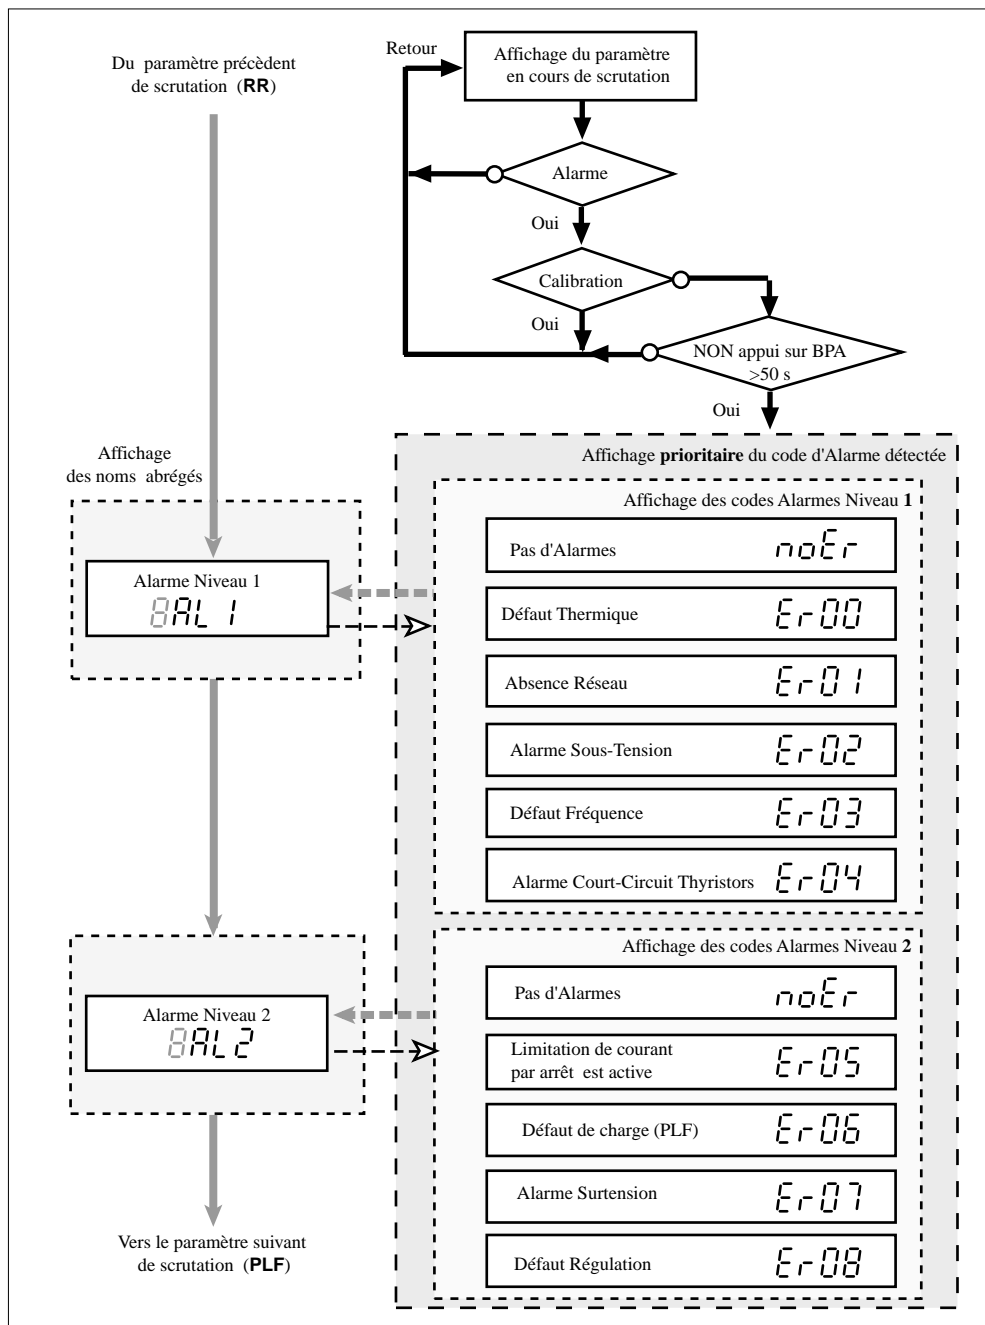 Du paramètre précèdent
de scrutation (RR)
Retour
Affichage du paramètre
en cours de scrutation
Alarme
Oui
Calibration
Oui
NON appui sur BPA
>50 s
Oui
Affichage
des noms abrégés
Alarme Niveau 1
8AL1
Affichage prioritaire du code d'Alarme détectée
Affichage des codes Alarmes Niveau 1
Pas d'Alarmes noEr
Défaut Thermique Er00
Absence Réseau Er01
Alarme Sous-Tension Er02
Défaut Fréquence Er03
Alarme Court-Circuit Thyristors Er04
Alarme Niveau 2
8AL2
Affichage des codes Alarmes Niveau 2
Pas d'Alarmes noEr
Limitation de courant
par arrêt est active Er05
Défaut de charge (PLF) Er06
Alarme Surtension Er07
Défaut Régulation Er08
Vers le paramètre suivant
de scrutation (PLF)